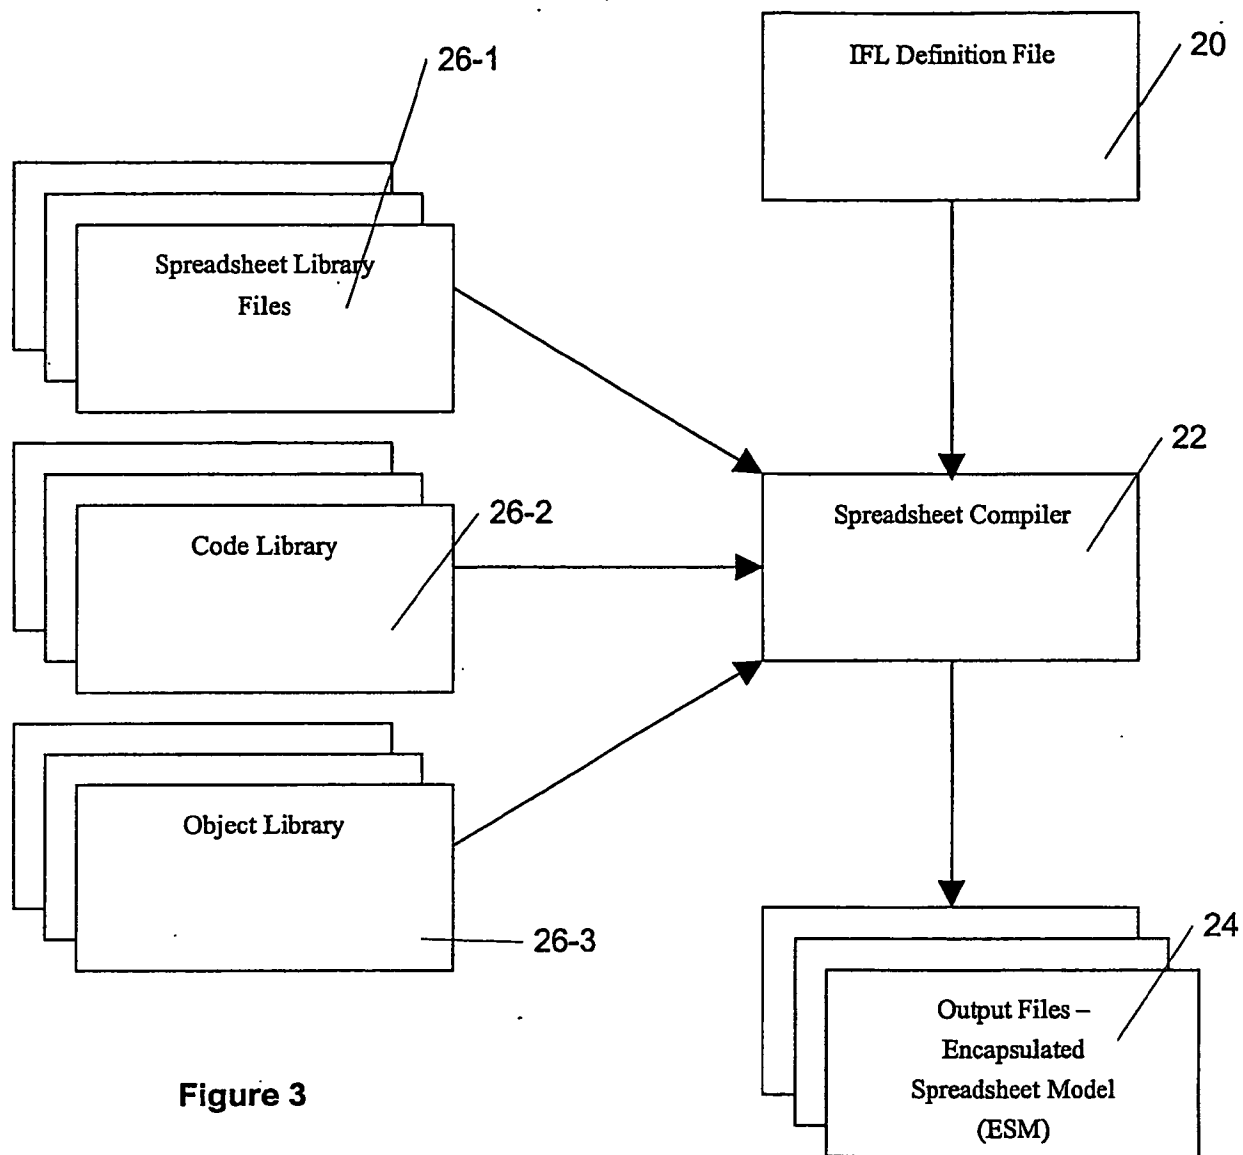 26-1
IFL Definition File
20
Spreadsheet Library
Files
22
26-2
Code Library
Spreadsheet Compiler
Object Library
26-3
24
Output Files –
Encapsulated
Spreadsheet Model
(ESM)
Figure 3